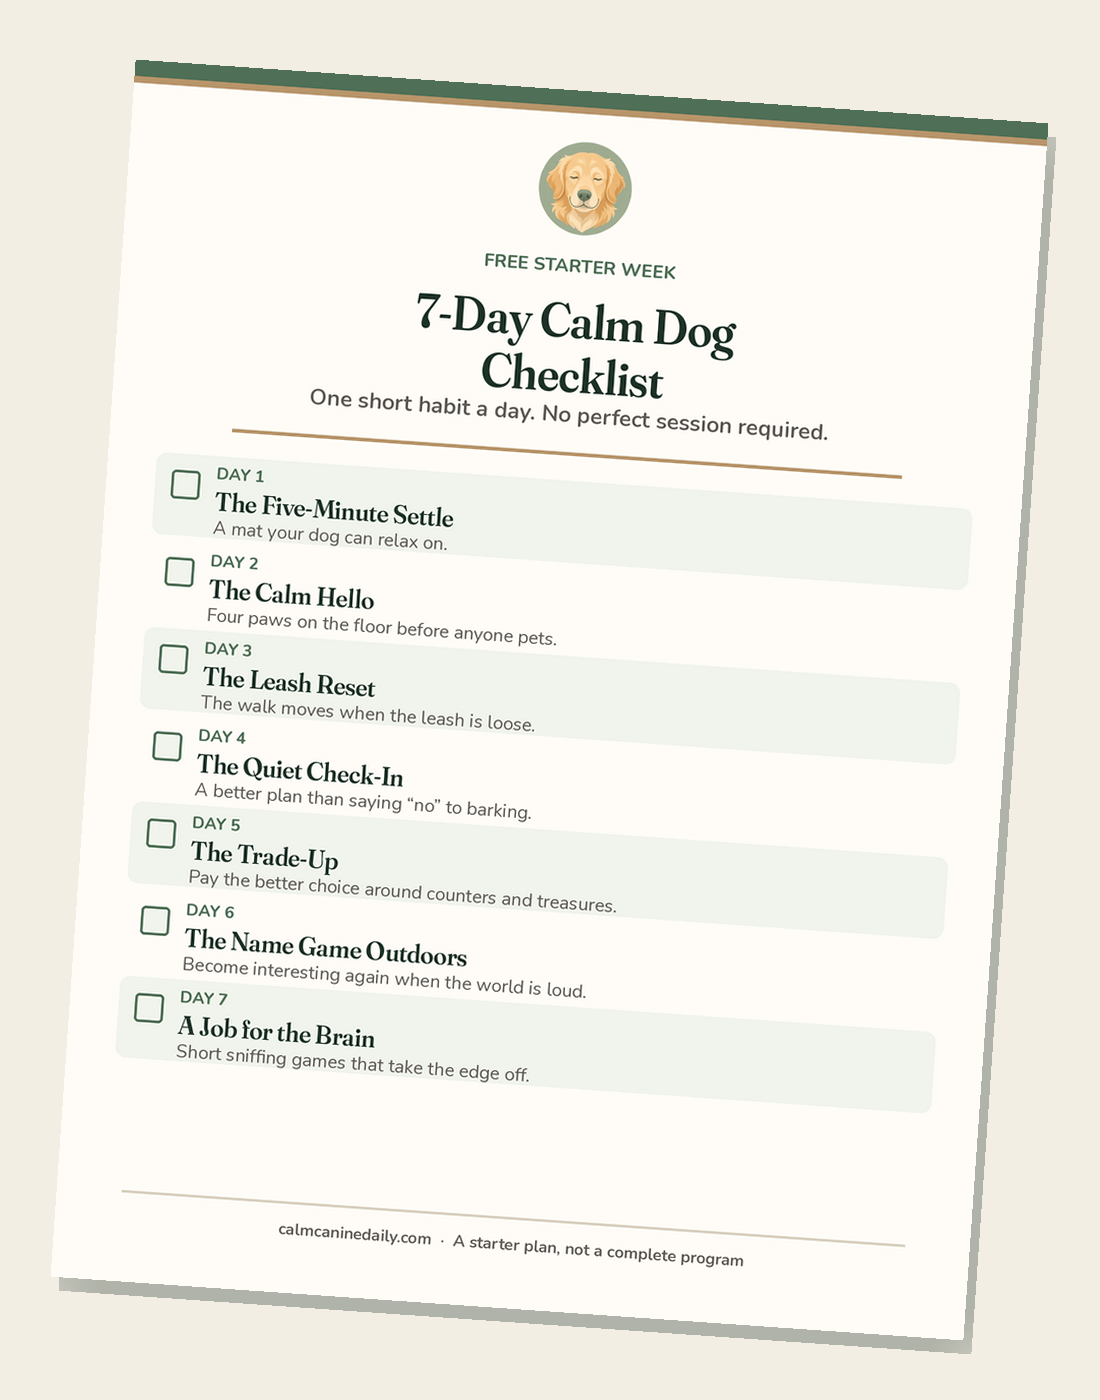 FREE STARTER WEEK
7-Day Calm Dog
Checklist
One short habit a day. No perfect session required.
DAY 1
The Five-Minute Settle
A mat your dog can relax on.
DAY 2
The Calm Hello
Four paws on the floor before anyone pets.
DAY 3
The Leash Reset
The walk moves when the leash is loose.
DAY 4
The Quiet Check-In
A better plan than saying “no” to barking.
DAY 5
The Trade-Up
Pay the better choice around counters and treasures.
DAY 6
The Name Game Outdoors
Become interesting again when the world is loud.
DAY 7
A Job for the Brain
Short sniffing games that take the edge off.
calmcaninedaily.com · A starter plan, not a complete program